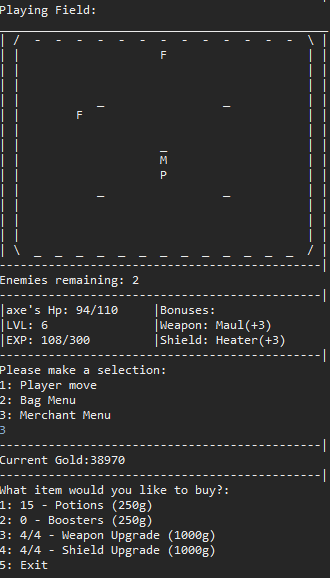 Playing Field:
F
F
M
P
Enemies remaining: 2
axe's Hp: 94/110 |Bonuses:
LVL: 6 |Weapon: Maul(+3)
EXP: 108/300 |Shield: Heater(+3)
Please make a selection:
1: Player move
2: Bag Menu
3: Merchant Menu
3
Current Gold:38970
What item would you like to buy?:
1: 15 - Potions (250g)
2: 0 - Boosters (250g)
3: 4/4 - Weapon Upgrade (1000g)
4: 4/4 - Shield Upgrade (1000g)
5: Exit